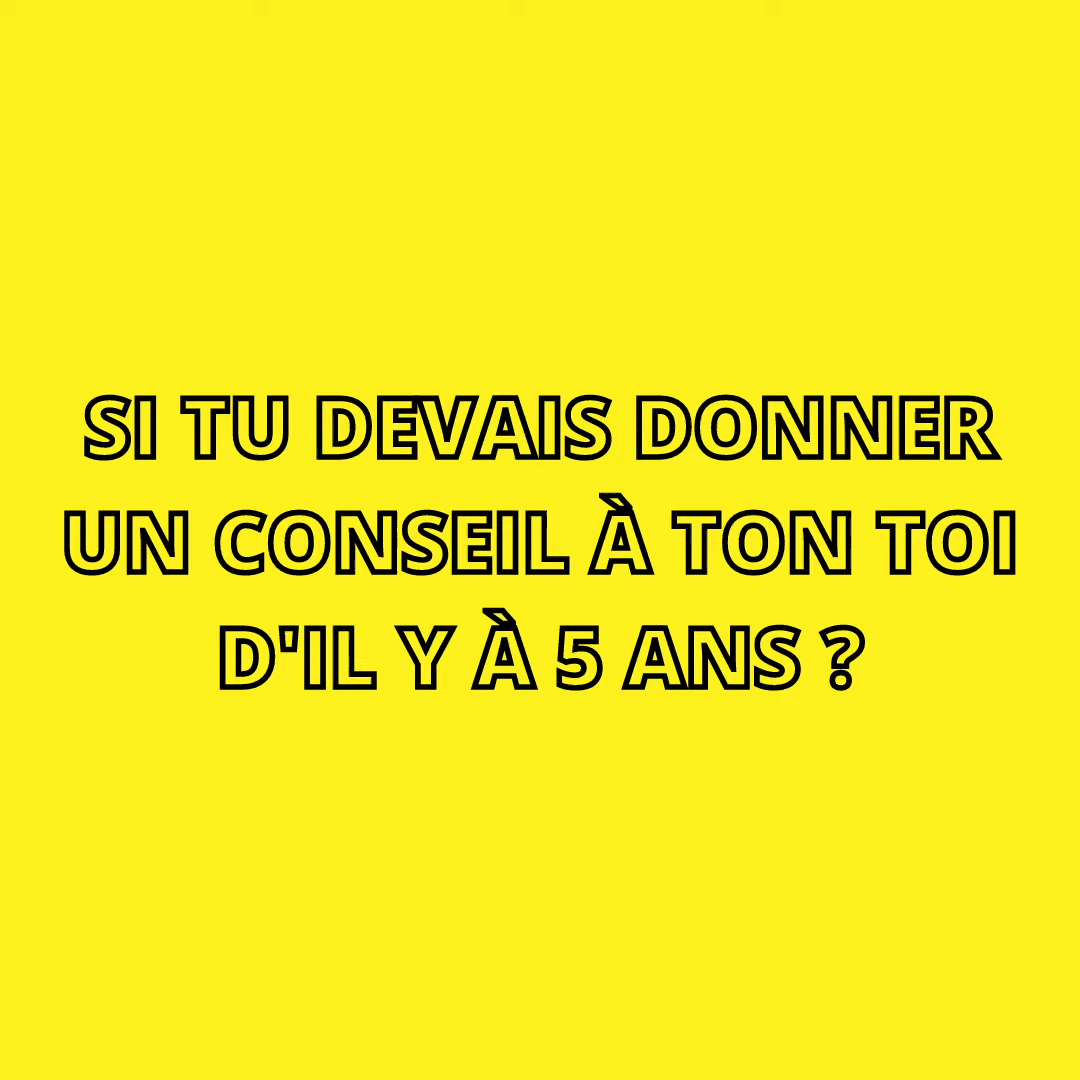 SI TU DEVAIS DONNER
UN CONSEIL À TON TOI
D'IL Y À 5 ANS ?